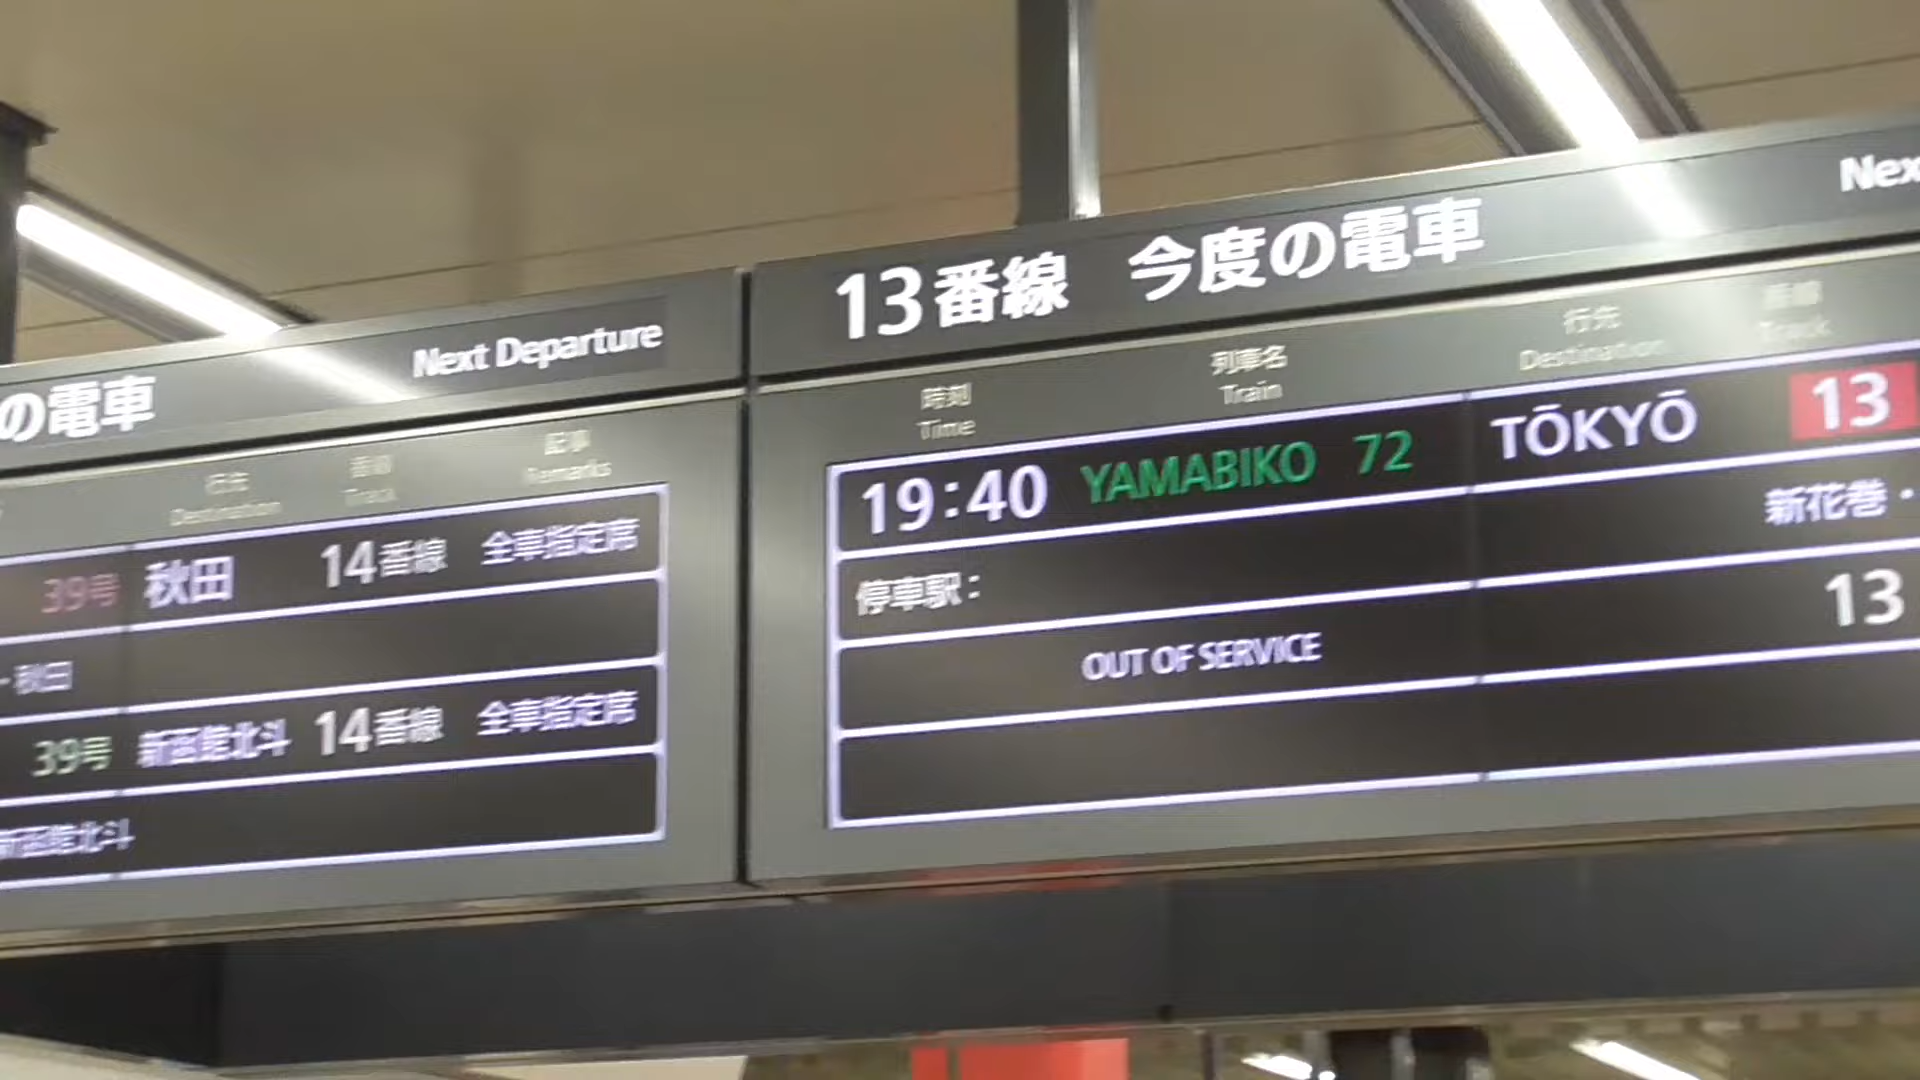 の電車 Next Departure
行先 番線 記事
Destination Track Remarks
39号 秋田 14番線 全車指定席
・秋田
39号 新函館北斗 14番線 全車指定席
新函館北斗
13番線 今度の電車
時刻 列車名 行先 番線
Time Train Destination Track
19:40 YAMABIKO 72 TŌKYŌ 13
停車駅: 新花巻・
OUT OF SERVICE 13